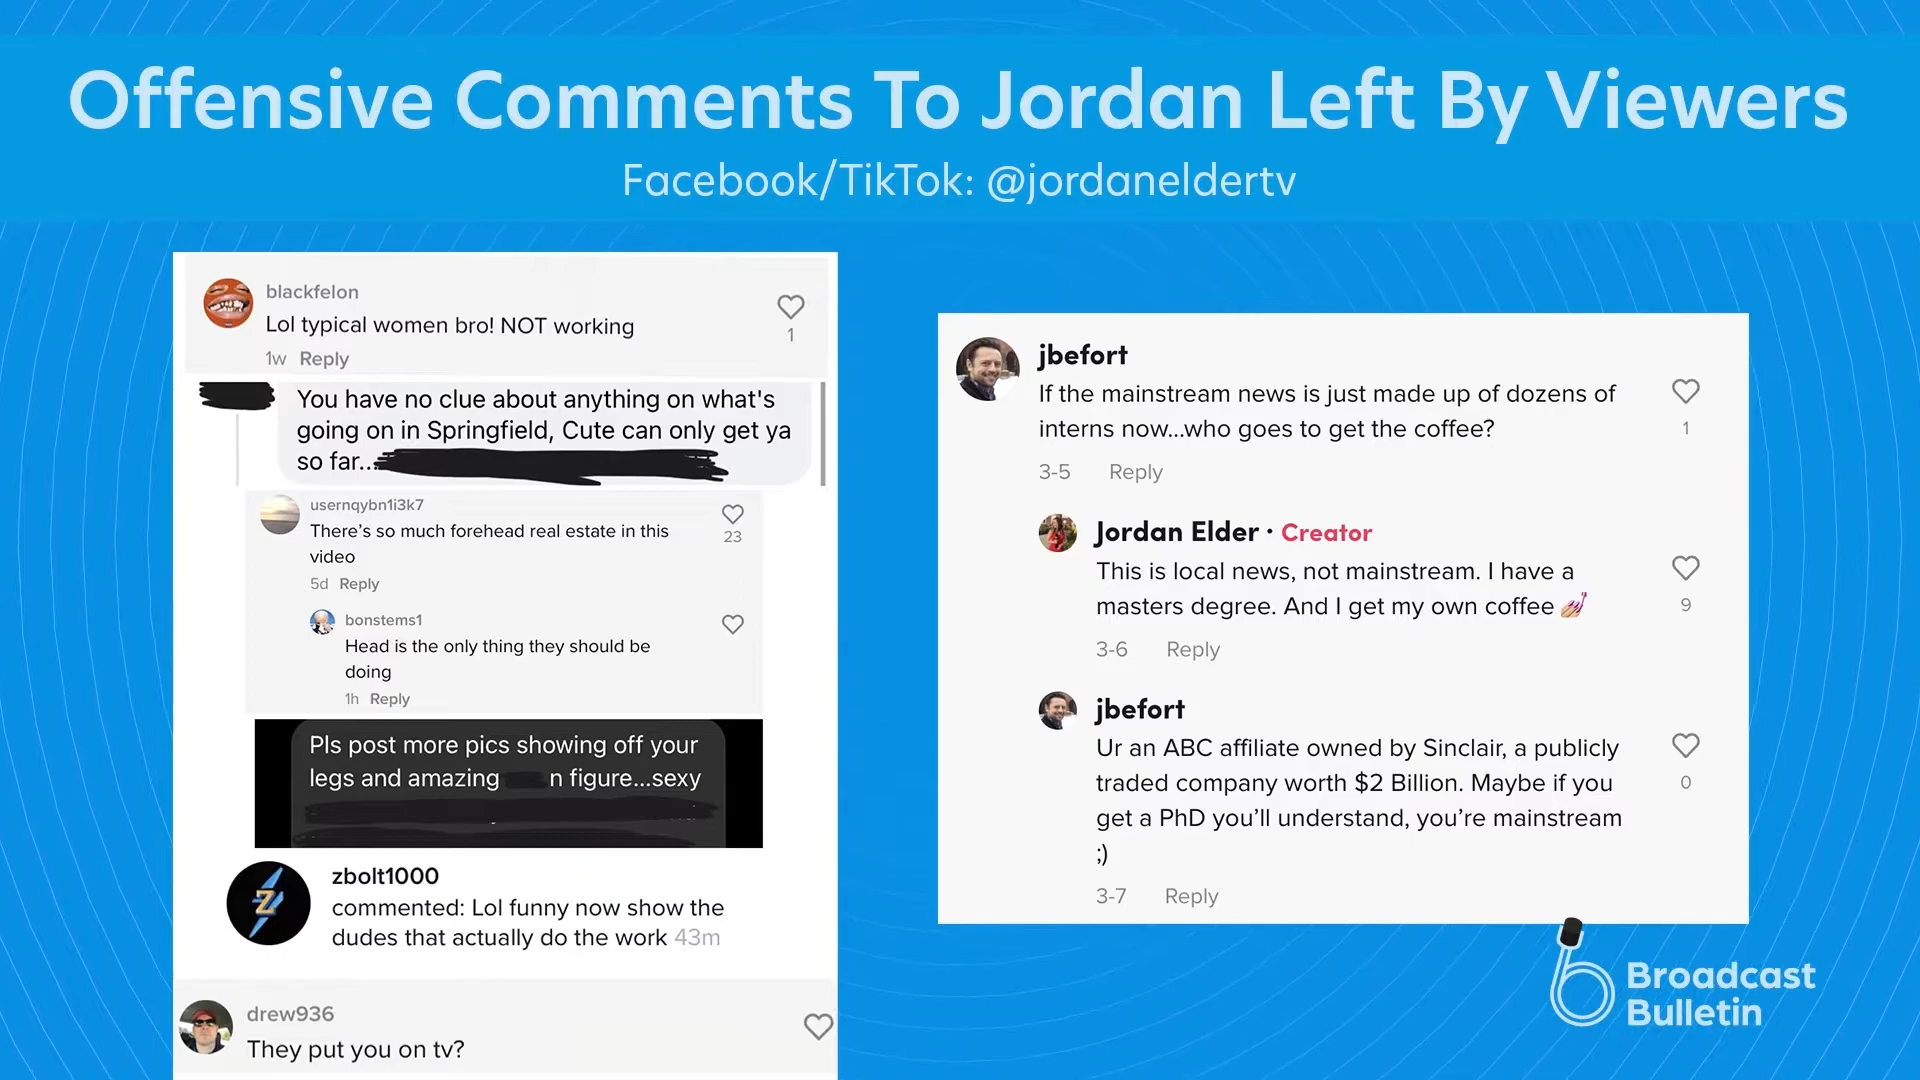 Offensive Comments To Jordan Left By Viewers
Facebook/TikTok: @jordaneldertv
blackfelon
Lol typical women bro! NOT working
1
1w Reply
You have no clue about anything on what's
going on in Springfield, Cute can only get ya
so far...
usernqybn1i3k7
There's so much forehead real estate in this
video
23
5d Reply
bonstems1
Head is the only thing they should be
doing
1h Reply
Pls post more pics showing off your
legs and amazing n figure...sexy
zbolt1000
commented: Lol funny now show the
dudes that actually do the work 43m
drew936
They put you on tv?
jbefort
If the mainstream news is just made up of dozens of
interns now...who goes to get the coffee?
1
3-5 Reply
Jordan Elder · Creator
This is local news, not mainstream. I have a
masters degree. And I get my own coffee 💅🏼
9
3-6 Reply
jbefort
Ur an ABC affiliate owned by Sinclair, a publicly
traded company worth $2 Billion. Maybe if you
get a PhD you'll understand, you're mainstream
;)
0
3-7 Reply
Broadcast
Bulletin